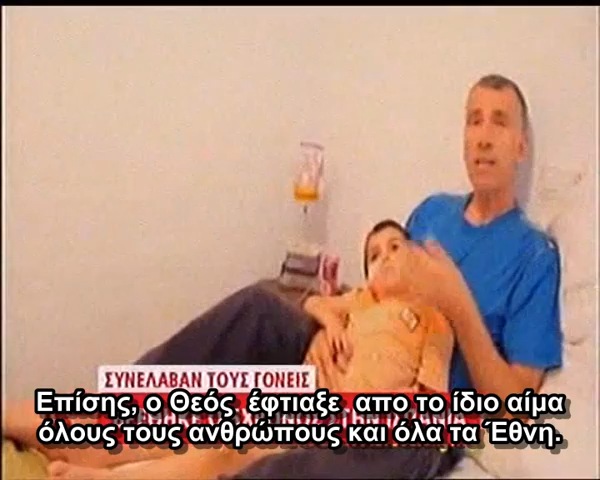 ΣΥΝΕΛΑΒΑΝ ΤΟΥΣ ΓΟΝΕΙΣ
Επίσης, ο Θεός, έφτιαξε, απο το ίδιο αίμα
όλους τους ανθρώπους και όλα τα Έθνη.